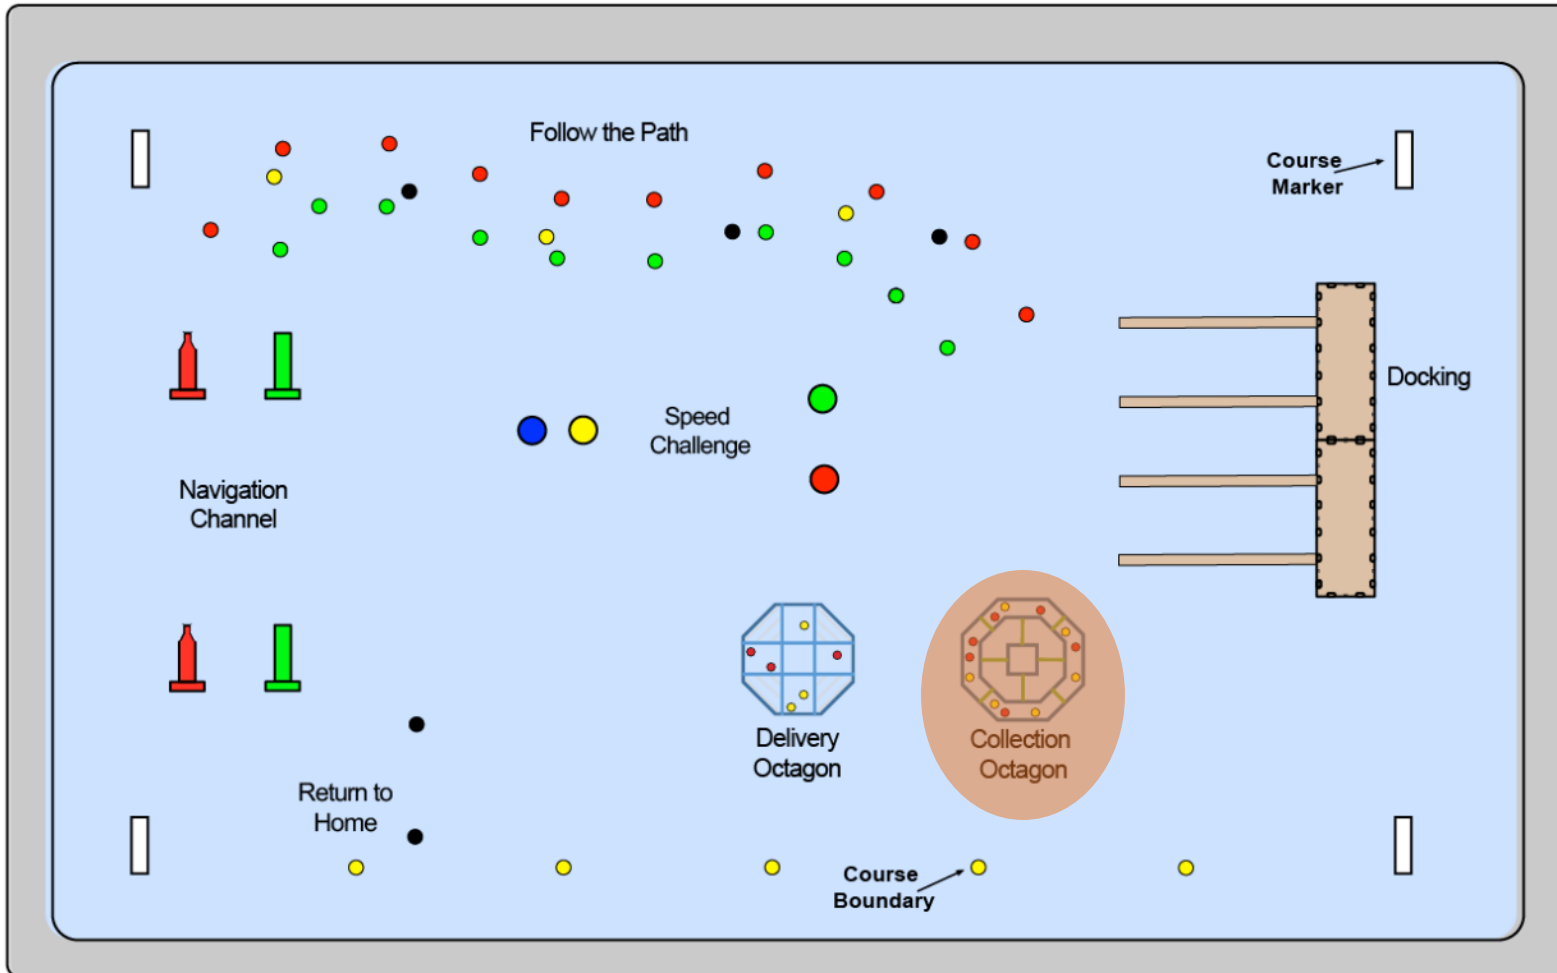 Follow the Path
Course
Marker
Docking
Speed
Challenge
Navigation
Channel
Delivery
Octagon
Collection
Octagon
Return to
Home
Course
Boundary